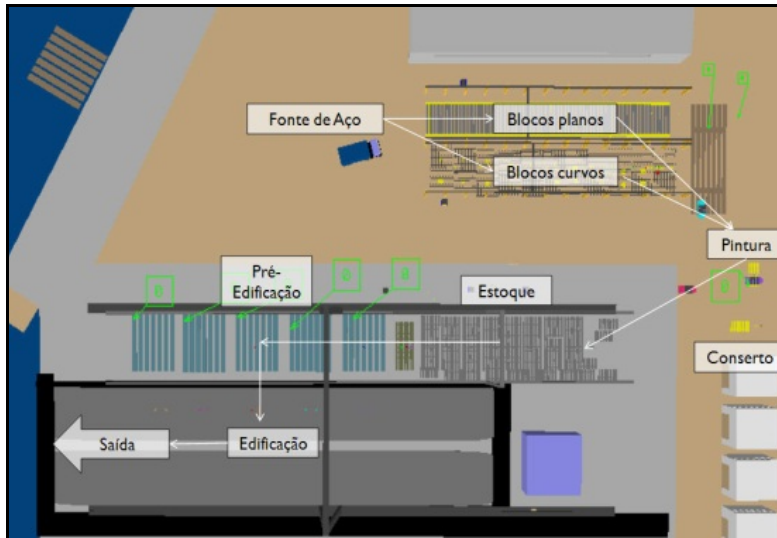 Fonte de Aço
Blocos planos
Blocos curvos
Pintura
Pré-
Edificação
Estoque
Conserto
Saída
Edificação